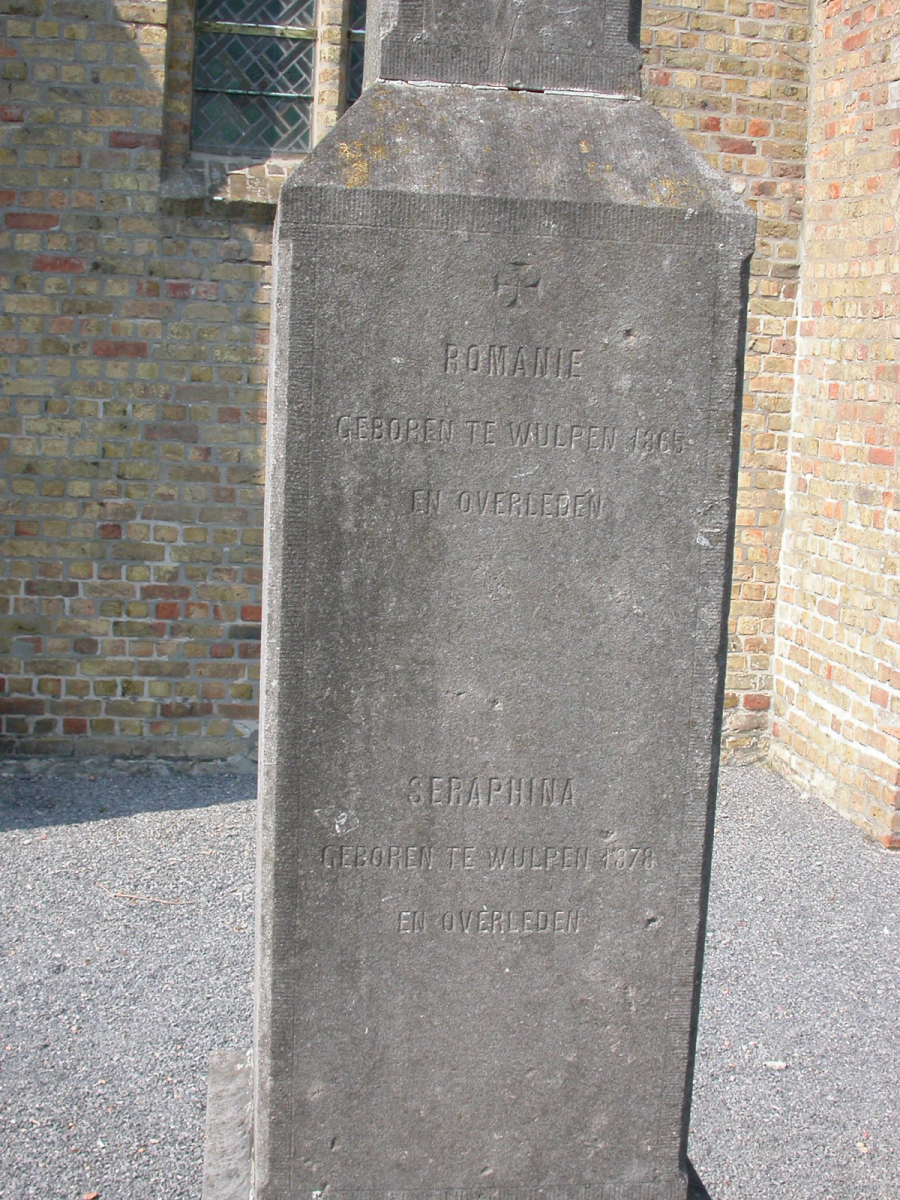 ROMANIE
GEBOREN TE WULPEN 1865
EN OVERLEDEN
SERAPHINA
GEBOREN TE WULPEN 1878
EN OVERLEDEN